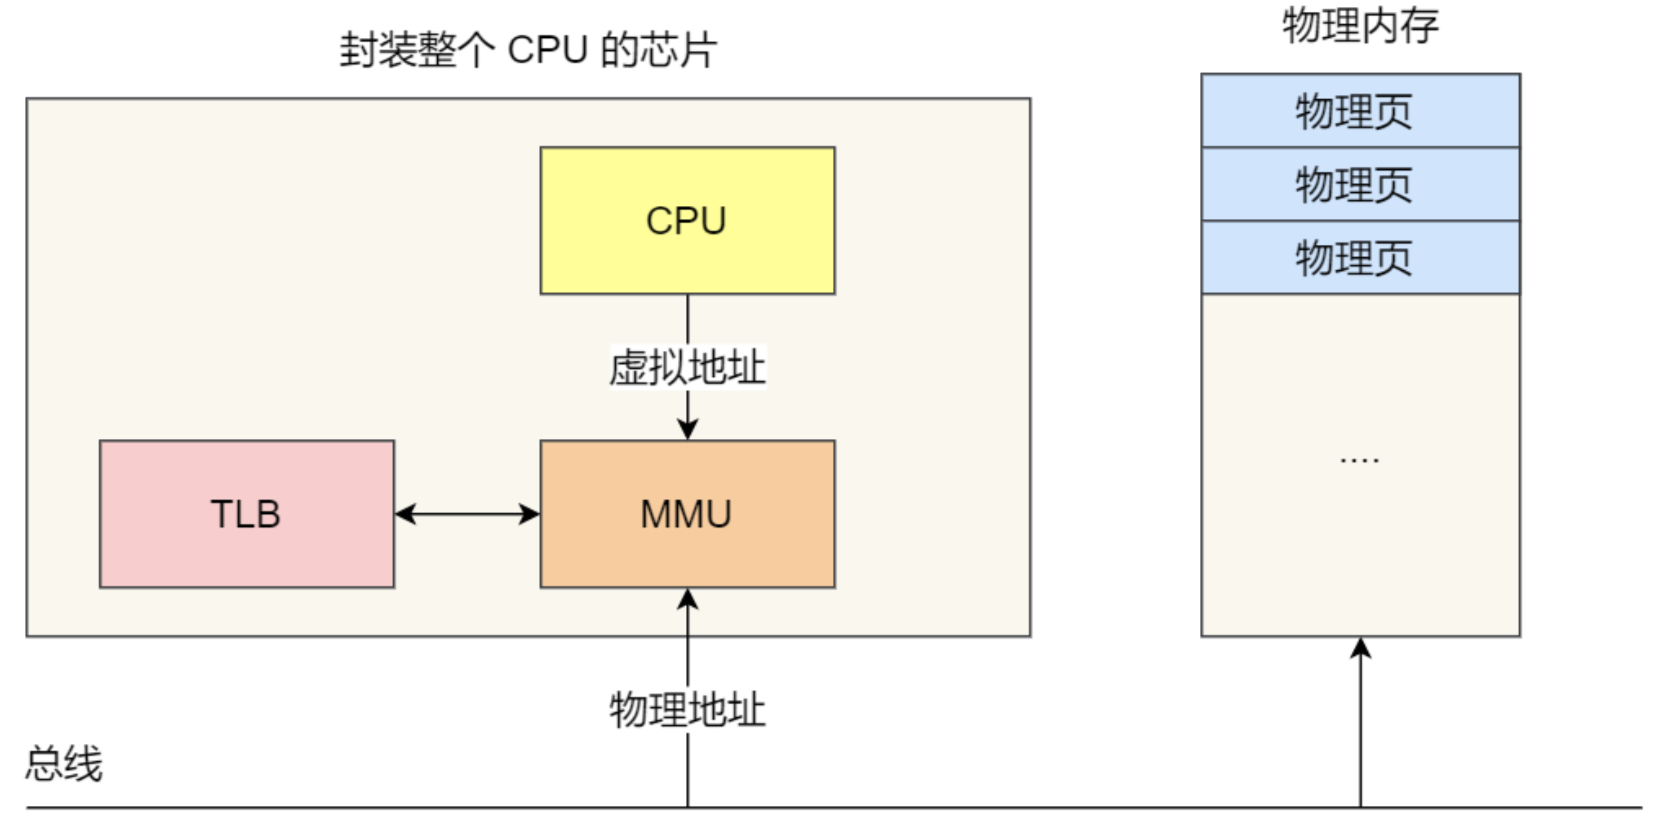 封装整个 CPU 的芯片
物理内存
物理页
物理页
物理页
CPU
虚拟地址
....
TLB
MMU
物理地址
总线